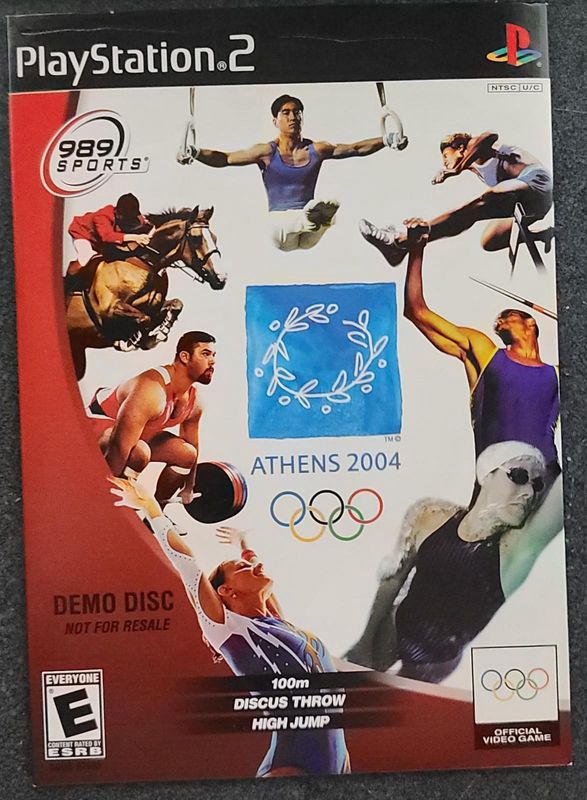 PlayStation®2
NTSC U/C
989
SPORTS®
TM©
ATHENS 2004
DEMO DISC
NOT FOR RESALE
100m
DISCUS THROW
HIGH JUMP
EVERYONE
E
CONTENT RATED BY
ESRB
OFFICIAL
VIDEO GAME